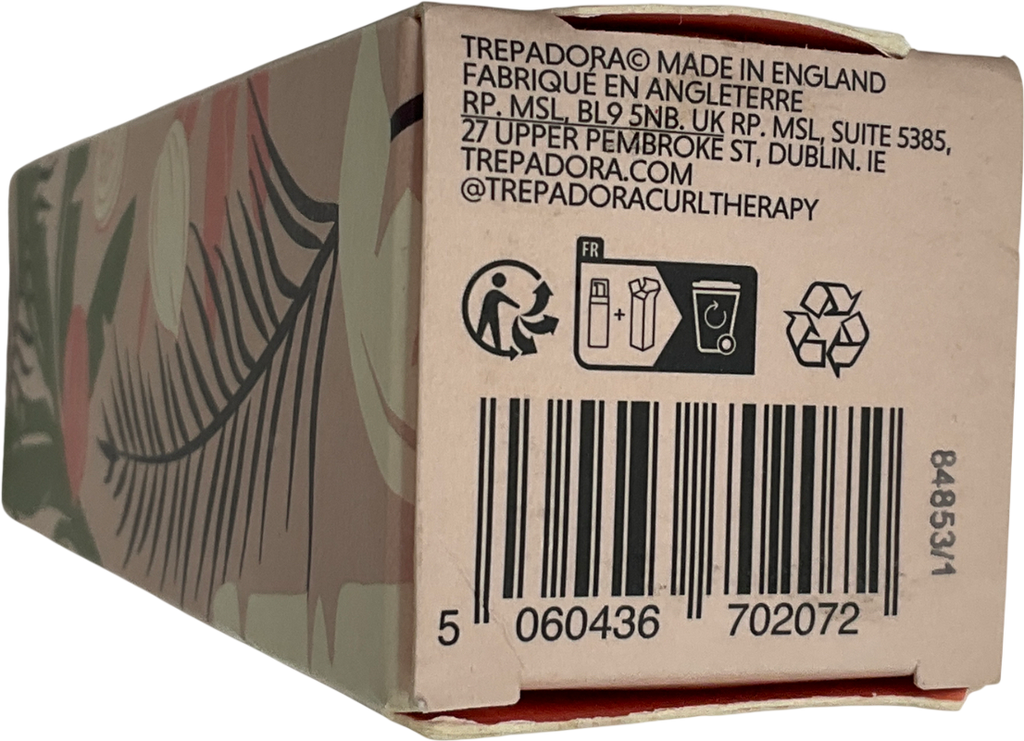 TREPADORA© MADE IN ENGLAND
FABRIQUÉ EN ANGLETERRE
RP. MSL, BL9 5NB. UK RP. MSL, SUITE 5385,
27 UPPER PEMBROKE ST, DUBLIN. IE
TREPADORA.COM
@TREPADORACURLTHERAPY
FR
+
84853/1
5 060436 702072